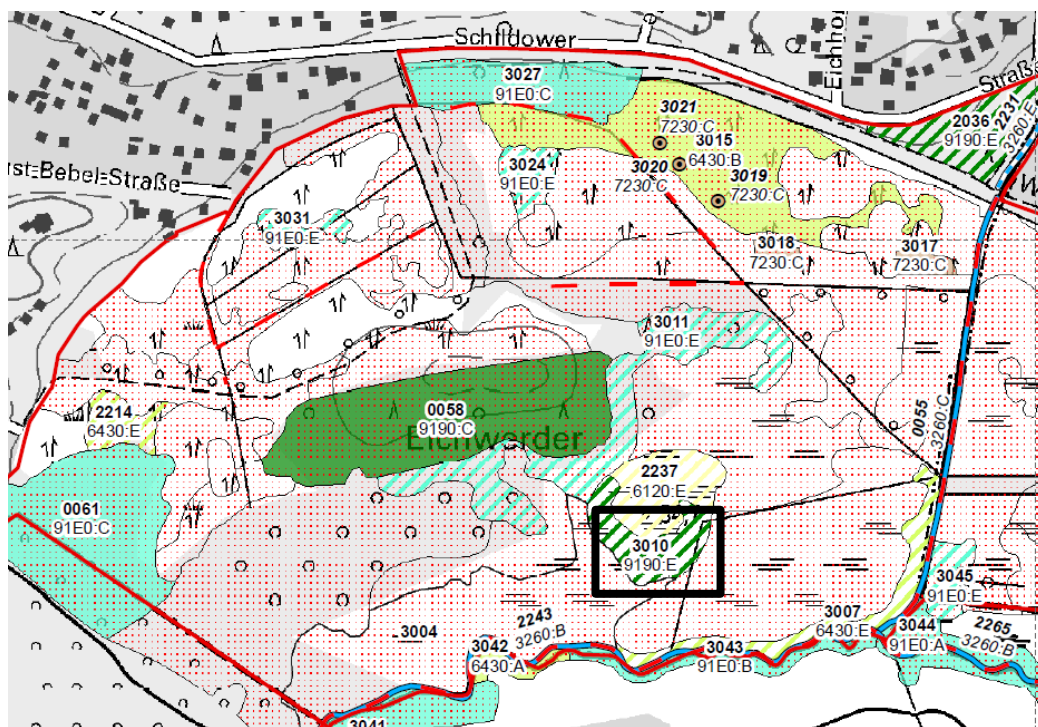 Schildower
3027
91E0:C
Eichho
Straße
3021
7230:C
3015
6430:B
2036
9190:E
2231
3260:E
3024
91E0:E
3020
7230:C
3019
7230:C
rst-Bebel-Straße
W
3031
91E0:E
3018
7230:C
3017
7230:C
3011
91E0:E
2214
6430:E
0058
9190:C
Eichwerder
0055
3260:C
2237
6120:E
0061
91E0:C
3010
9190:E
3045
91E0:E
3004
2243
3260:B
3042
6430:A
3043
91E0:B
3007
6430:E
3044
91E0:A
2265
3260:B
3041